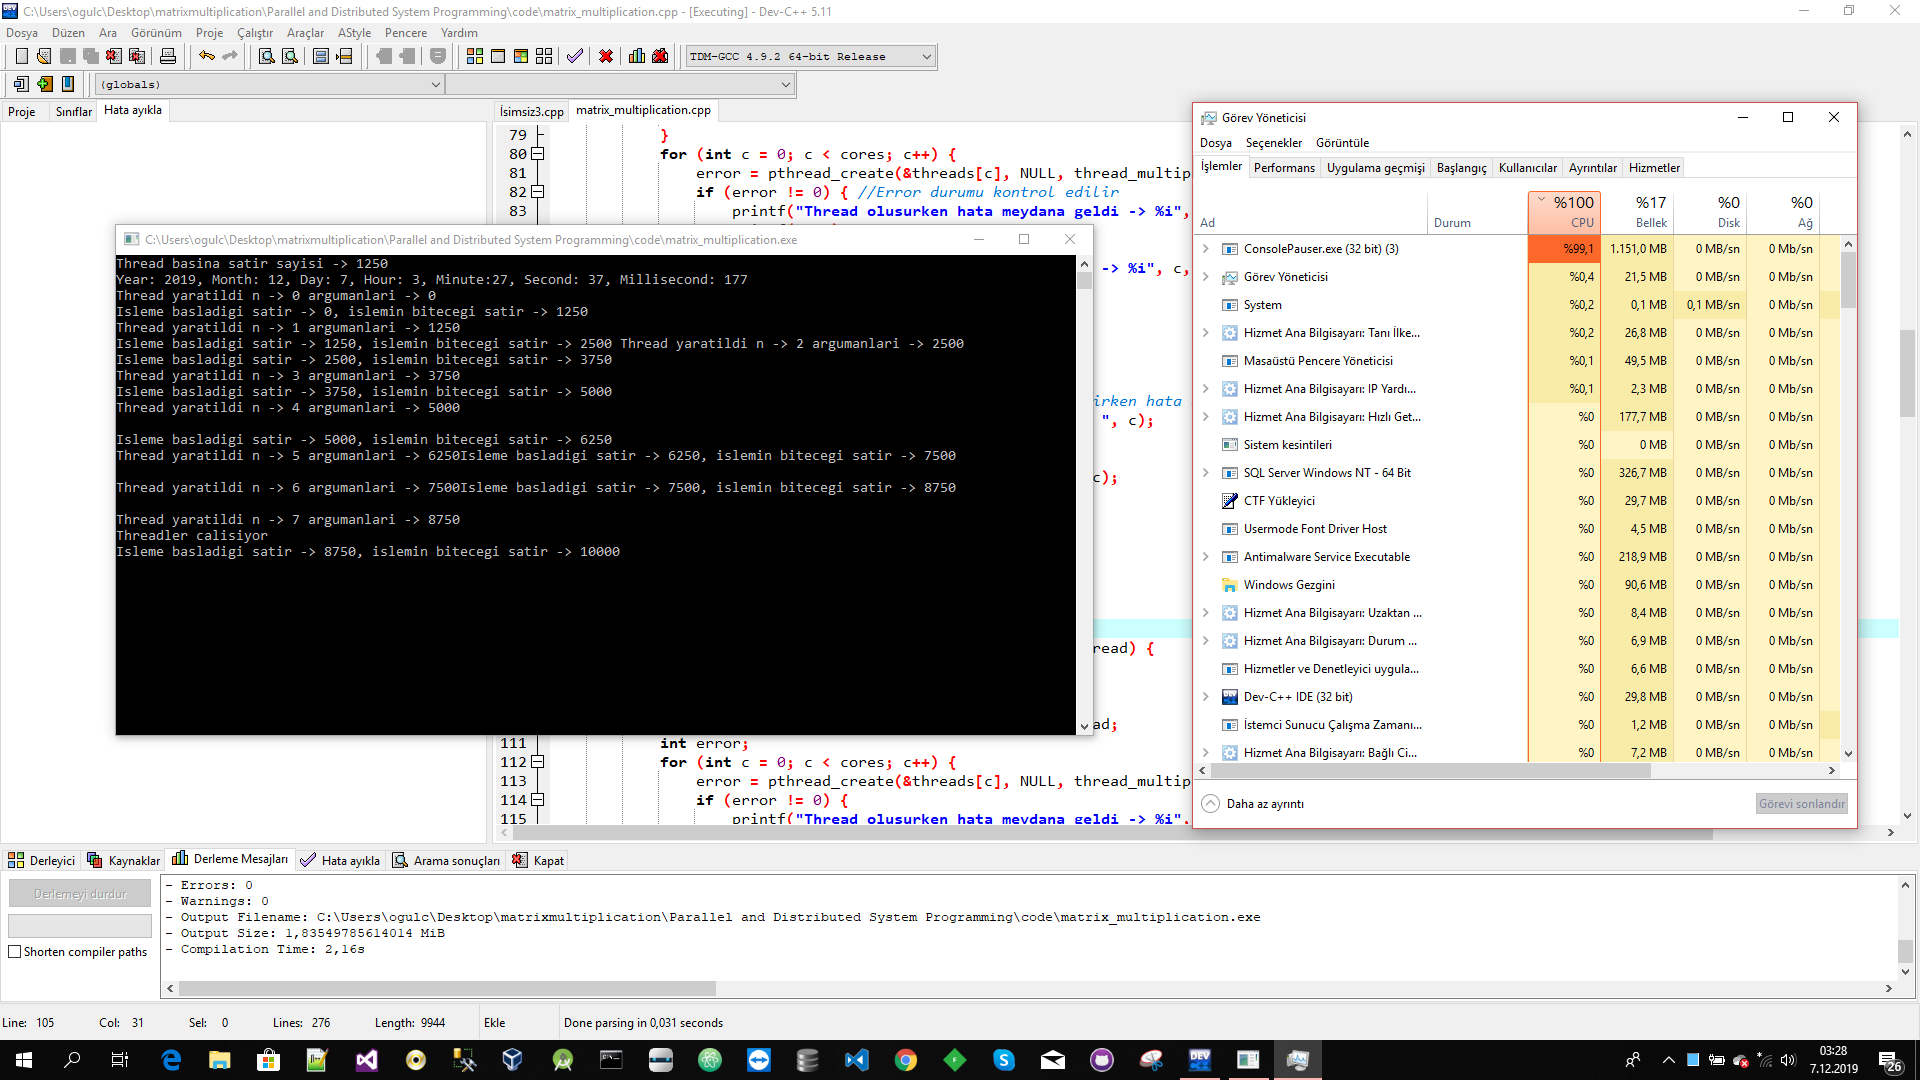 C:\Users\ogulc\Desktop\matrixmultiplication\Parallel and Distributed System Programming\code\matrix_multiplication.cpp - [Executing] - Dev-C++ 5.11
Dosya Düzen Ara Görünüm Proje Çalıştır Araçlar AStyle Pencere Yardım
TDM-GCC 4.9.2 64-bit Release
(globals)
Proje Sınıflar Hata ayıkla
İsimsiz3.cpp matrix_multiplication.cpp
79 }
80 for (int c = 0; c < cores; c++) {
81 error = pthread_create(&threads[c], NULL, thread_multip
82 if (error != 0) { //Error durumu kontrol edilir
83 printf("Thread olusurken hata meydana geldi -> %i",
-> %i", c,
irken hata
", c);
c);
read) {
ad;
111 int error;
112 for (int c = 0; c < cores; c++) {
113 error = pthread_create(&threads[c], NULL, thread_multip
114 if (error != 0) {
115 printf("Thread olusurken hata meydana geldi -> %i",
C:\Users\ogulc\Desktop\matrixmultiplication\Parallel and Distributed System Programming\code\matrix_multiplication.exe
Thread basina satir sayisi -> 1250
Year: 2019, Month: 12, Day: 7, Hour: 3, Minute:27, Second: 37, Millisecond: 177
Thread yaratildi n -> 0 argumanlari -> 0
Isleme basladigi satir -> 0, islemin bitecegi satir -> 1250
Thread yaratildi n -> 1 argumanlari -> 1250
Isleme basladigi satir -> 1250, islemin bitecegi satir -> 2500 Thread yaratildi n -> 2 argumanlari -> 2500
Isleme basladigi satir -> 2500, islemin bitecegi satir -> 3750
Thread yaratildi n -> 3 argumanlari -> 3750
Isleme basladigi satir -> 3750, islemin bitecegi satir -> 5000
Thread yaratildi n -> 4 argumanlari -> 5000
Isleme basladigi satir -> 5000, islemin bitecegi satir -> 6250
Thread yaratildi n -> 5 argumanlari -> 6250Isleme basladigi satir -> 6250, islemin bitecegi satir -> 7500
Thread yaratildi n -> 6 argumanlari -> 7500Isleme basladigi satir -> 7500, islemin bitecegi satir -> 8750
Thread yaratildi n -> 7 argumanlari -> 8750
Threadler calisiyor
Isleme basladigi satir -> 8750, islemin bitecegi satir -> 10000
Görev Yöneticisi
Dosya Seçenekler Görüntüle
İşlemler Performans Uygulama geçmişi Başlangıç Kullanıcılar Ayrıntılar Hizmetler
%100 %17 %0 %0
Ad Durum CPU Bellek Disk Ağ
ConsolePauser.exe (32 bit) (3) %99,1 1.151,0 MB 0 MB/sn 0 Mb/sn
Görev Yöneticisi %0,4 21,5 MB 0 MB/sn 0 Mb/sn
System %0,2 0,1 MB 0,1 MB/sn 0 Mb/sn
Hizmet Ana Bilgisayarı: Tanı İlke... %0,2 26,8 MB 0 MB/sn 0 Mb/sn
Masaüstü Pencere Yöneticisi %0,1 49,5 MB 0 MB/sn 0 Mb/sn
Hizmet Ana Bilgisayarı: IP Yardı... %0,1 2,3 MB 0 MB/sn 0 Mb/sn
Hizmet Ana Bilgisayarı: Hızlı Get... %0 177,7 MB 0 MB/sn 0 Mb/sn
Sistem kesintileri %0 0 MB 0 MB/sn 0 Mb/sn
SQL Server Windows NT - 64 Bit %0 326,7 MB 0 MB/sn 0 Mb/sn
CTF Yükleyici %0 29,7 MB 0 MB/sn 0 Mb/sn
Usermode Font Driver Host %0 4,5 MB 0 MB/sn 0 Mb/sn
Antimalware Service Executable %0 218,9 MB 0 MB/sn 0 Mb/sn
Windows Gezgini %0 90,6 MB 0 MB/sn 0 Mb/sn
Hizmet Ana Bilgisayarı: Uzaktan ... %0 8,4 MB 0 MB/sn 0 Mb/sn
Hizmet Ana Bilgisayarı: Durum ... %0 6,9 MB 0 MB/sn 0 Mb/sn
Hizmetler ve Denetleyici uygula... %0 6,6 MB 0 MB/sn 0 Mb/sn
Dev-C++ IDE (32 bit) %0 29,8 MB 0 MB/sn 0 Mb/sn
İstemci Sunucu Çalışma Zamanı... %0 1,2 MB 0 MB/sn 0 Mb/sn
Hizmet Ana Bilgisayarı: Bağlı Ci... %0 7,2 MB 0 MB/sn 0 Mb/sn
Daha az ayrıntı Görevi sonlandır
Derleyici Kaynaklar Derleme Mesajları Hata ayıkla Arama sonuçları Kapat
Derlemeyi durdur
Shorten compiler paths
- Errors: 0
- Warnings: 0
- Output Filename: C:\Users\ogulc\Desktop\matrixmultiplication\Parallel and Distributed System Programming\code\matrix_multiplication.exe
- Output Size: 1,83549785614014 MiB
- Compilation Time: 2,16s
Line: 105 Col: 31 Sel: 0 Lines: 276 Length: 9944 Ekle Done parsing in 0,031 seconds
DEV
03:28
7.12.2019
26